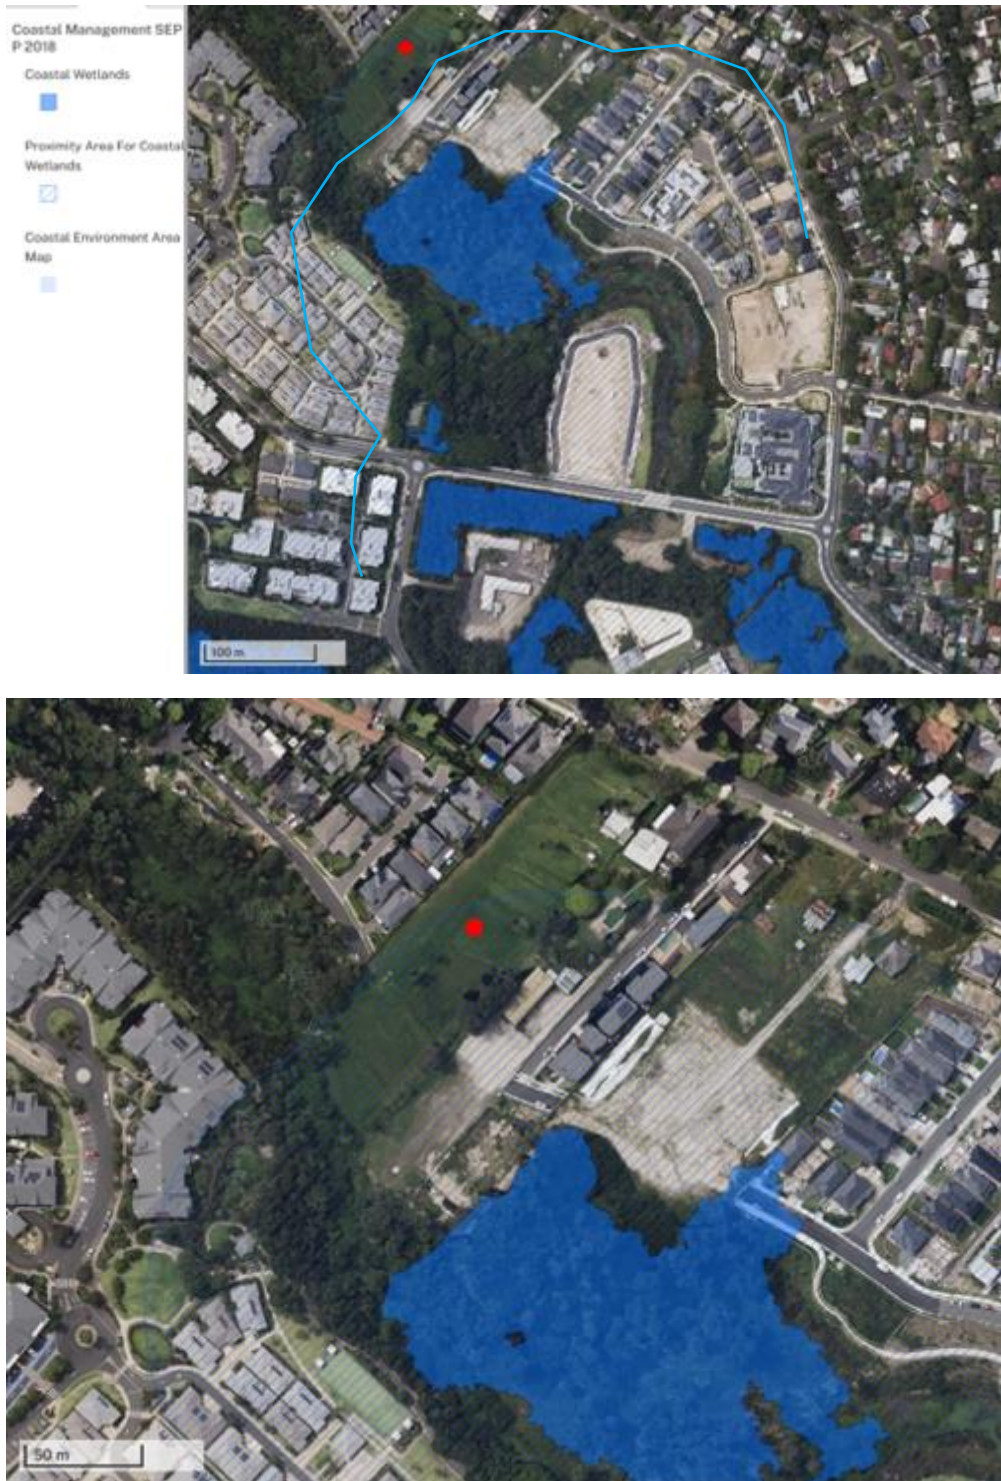 Coastal Management SEP
P 2018
Coastal Wetlands
Proximity Area For Coastal
Wetlands
Coastal Environment Area
Map
100 m
50 m